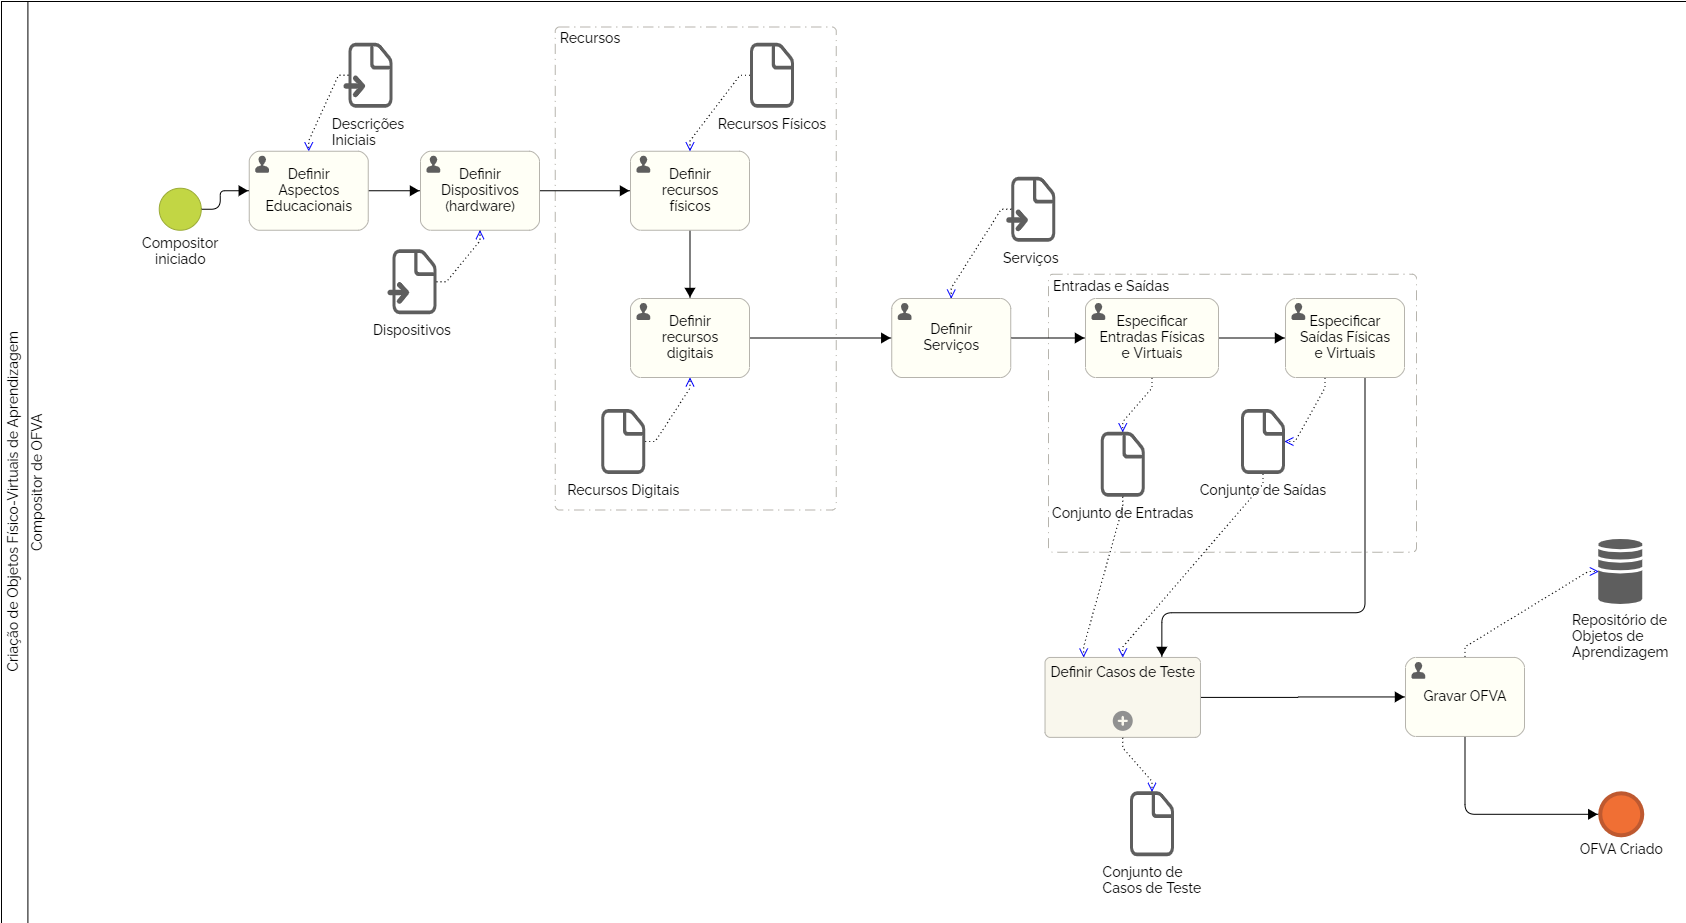 Criação de Objetos Físico-Virtuais de Aprendizagem
Compositor de OFVA
Compositor
iniciado
Definir
Aspectos
Educacionais
Descrições
Iniciais
Definir
Dispositivos
(hardware)
Dispositivos
Recursos
Recursos Físicos
Definir
recursos
físicos
Definir
recursos
digitais
Recursos Digitais
Serviços
Definir
Serviços
Entradas e Saídas
Especificar
Entradas Físicas
e Virtuais
Especificar
Saídas Físicas
e Virtuais
Conjunto de Entradas
Conjunto de Saídas
Definir Casos de Teste
Conjunto de
Casos de Teste
Gravar OFVA
Repositório de
Objetos de
Aprendizagem
OFVA Criado